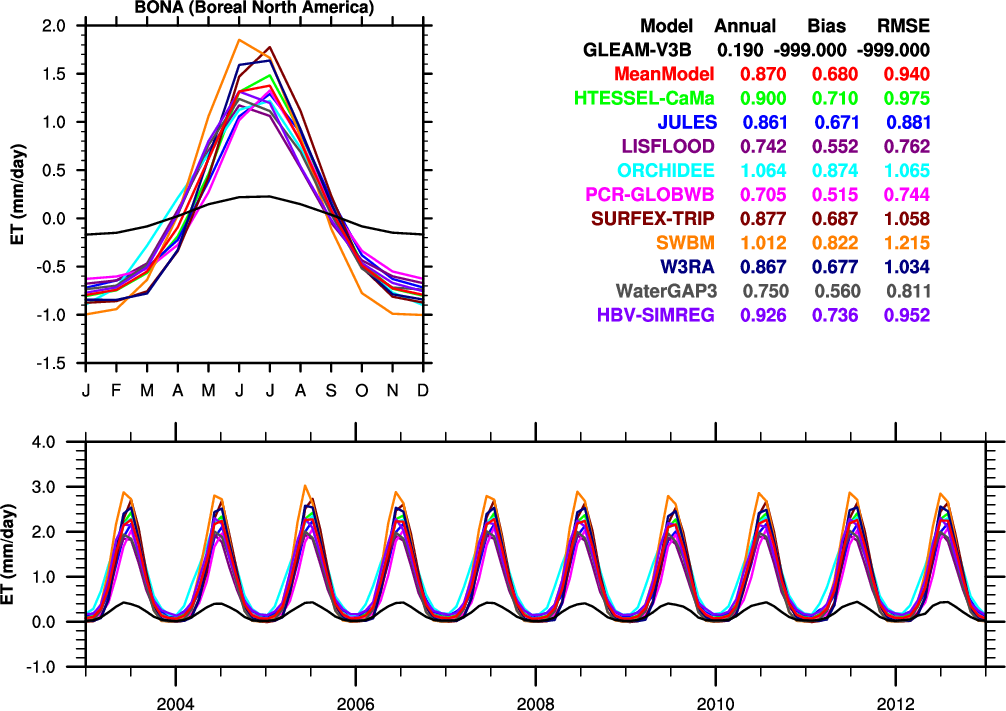 BONA (Boreal North America)
2.0
1.5
1.0
0.5
0.0
-0.5
-1.0
-1.5
ET (mm/day)
J F M A M J J A S O N D
Model Annual Bias RMSE
GLEAM-V3B 0.190 -999.000 -999.000
MeanModel 0.870 0.680 0.940
HTESSEL-CaMa 0.900 0.710 0.975
JULES 0.861 0.671 0.881
LISFLOOD 0.742 0.552 0.762
ORCHIDEE 1.064 0.874 1.065
PCR-GLOBWB 0.705 0.515 0.744
SURFEX-TRIP 0.877 0.687 1.058
SWBM 1.012 0.822 1.215
W3RA 0.867 0.677 1.034
WaterGAP3 0.750 0.560 0.811
HBV-SIMREG 0.926 0.736 0.952
4.0
3.0
2.0
1.0
0.0
-1.0
ET (mm/day)
2004 2006 2008 2010 2012